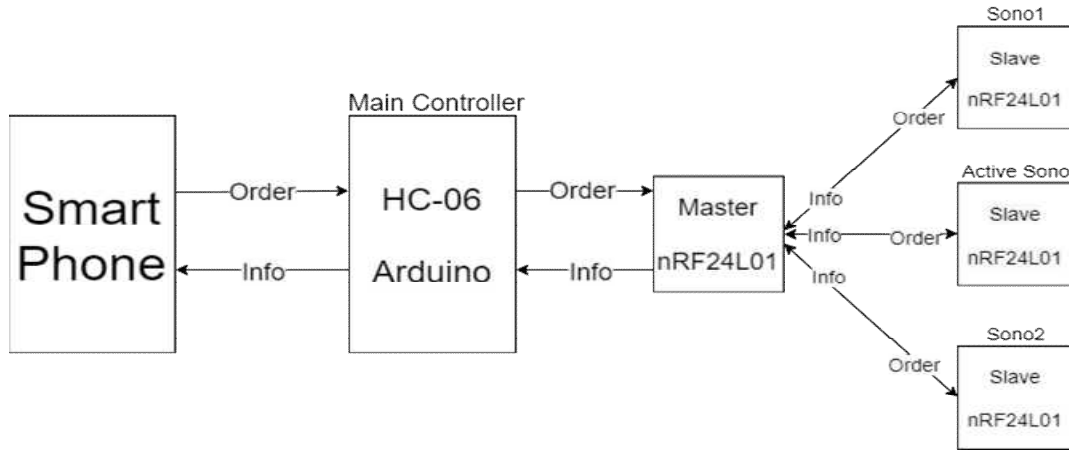 Smart
Phone
Order
Info
Main Controller
HC-06
Arduino
Order
Info
Master
nRF24L01
Info
Order
Info
Order
Info
Order
Sono1
Slave
nRF24L01
Active Sono
Slave
nRF24L01
Sono2
Slave
nRF24L01